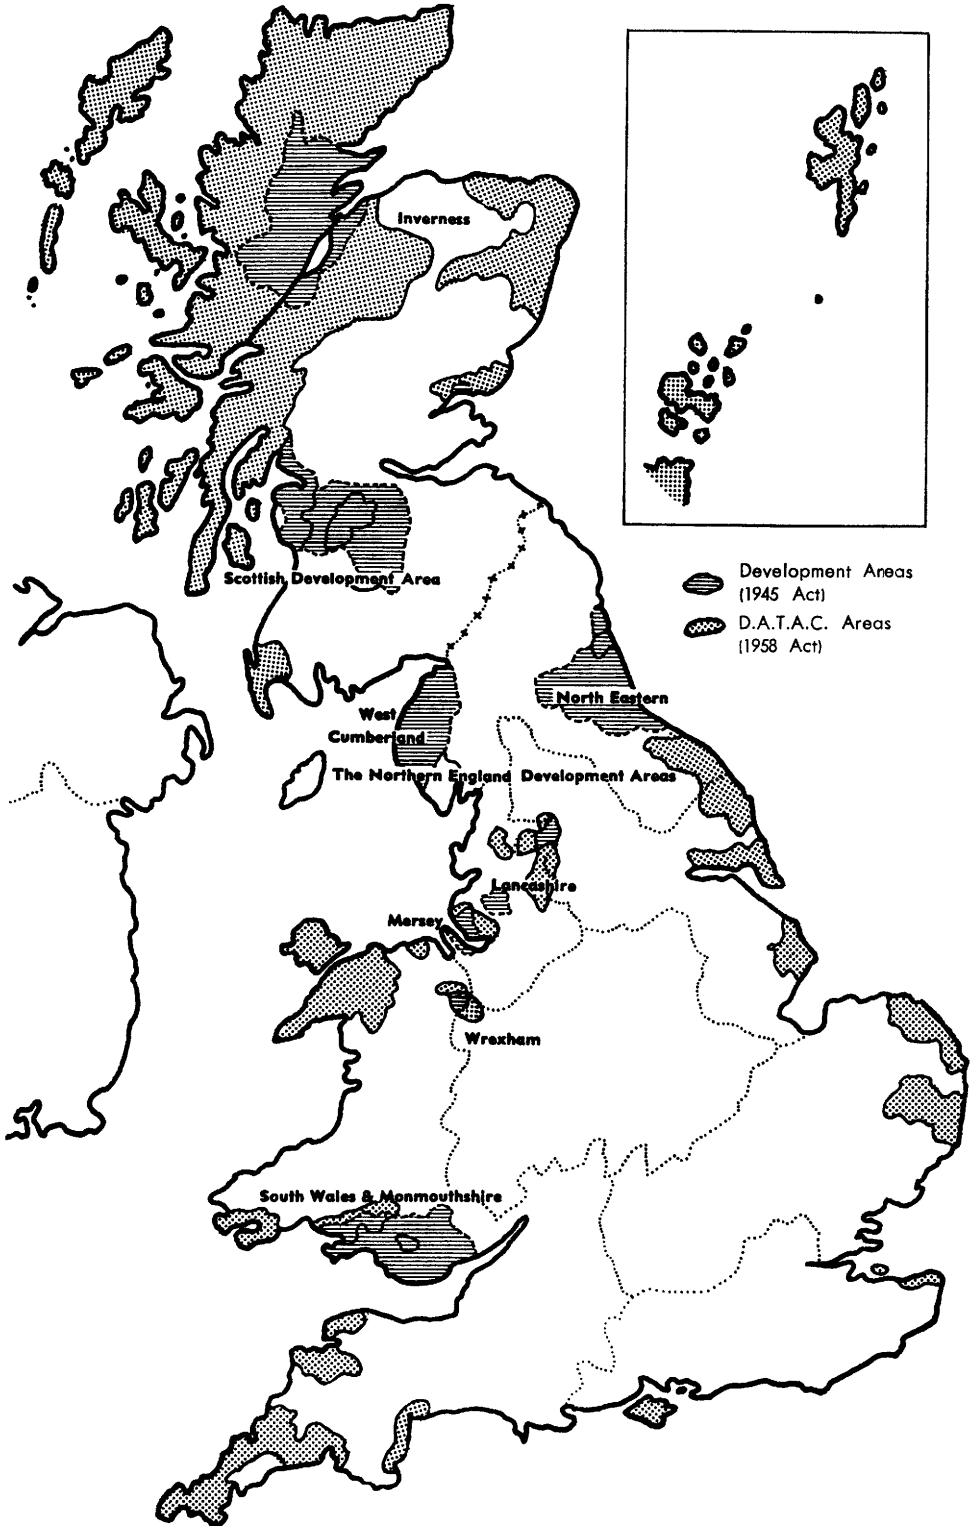 Inverness
Development Areas
(1945 Act)
D.A.T.A.C. Areas
(1958 Act)
Scottish Development Area
North Eastern
West
Cumberland
The Northern England Development Areas
Lancashire
Mersey
Wrexham
South Wales & Monmouthshire